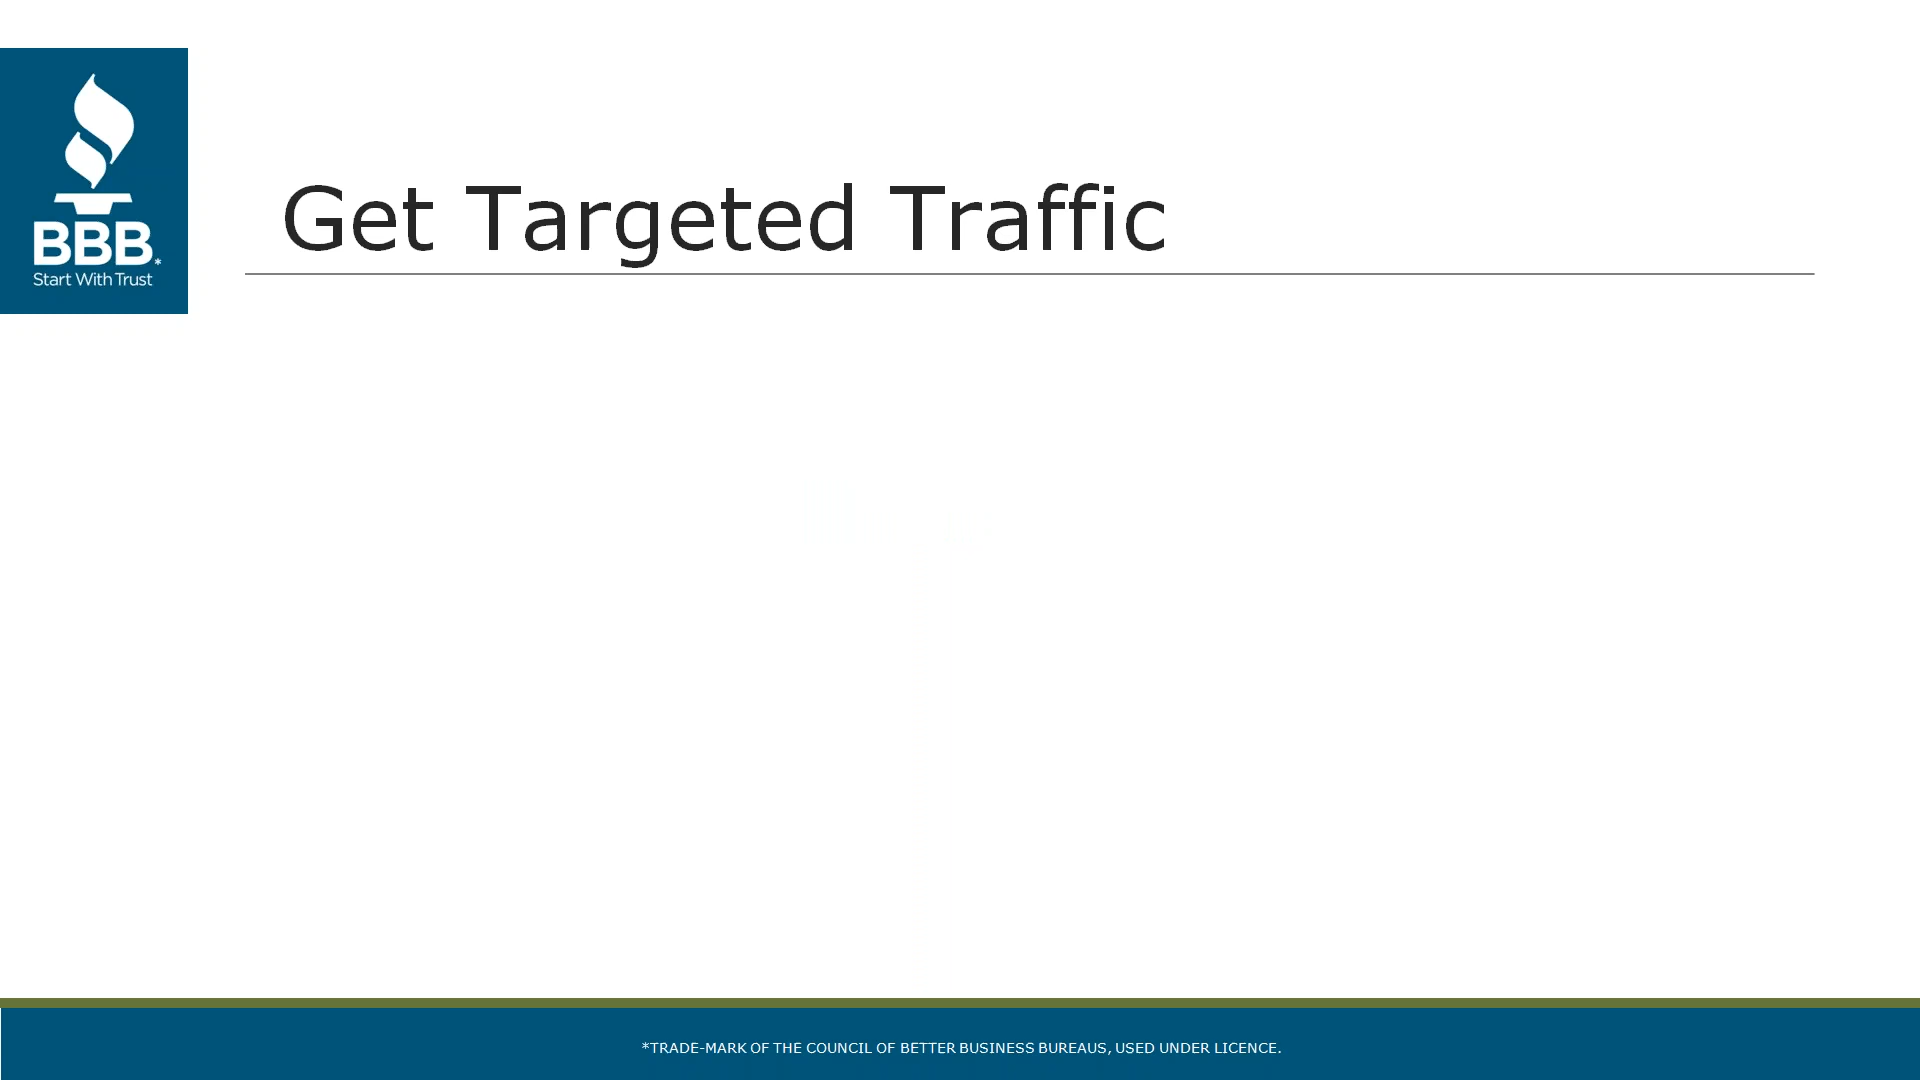 BBB.*
Start With Trust
Get Targeted Traffic
*TRADE-MARK OF THE COUNCIL OF BETTER BUSINESS BUREAUS, USED UNDER LICENCE.